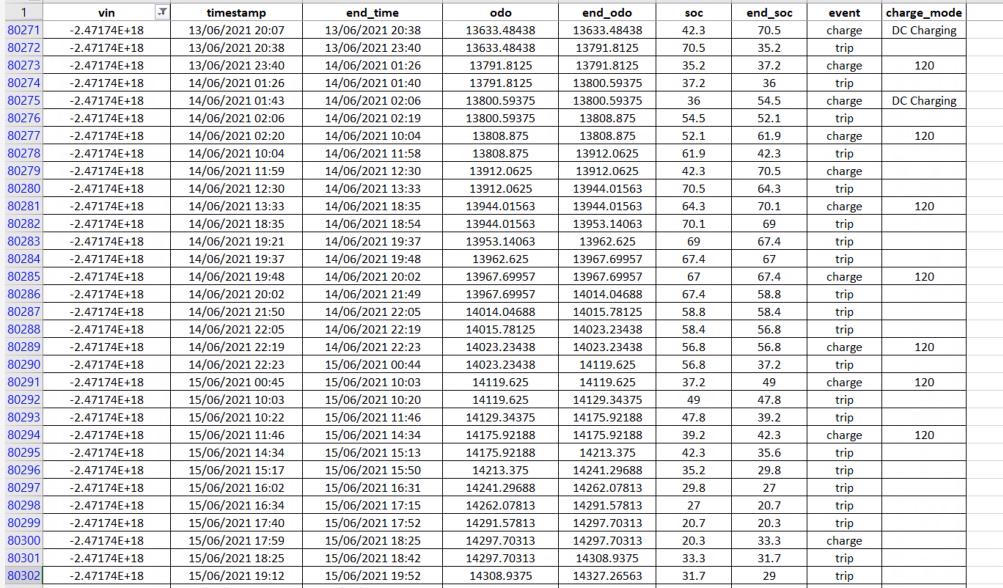 1 vin timestamp end_time odo end_odo soc end_soc event charge_mode
80271 -2.47174E+18 13/06/2021 20:07 13/06/2021 20:38 13633.48438 13633.48438 42.3 70.5 charge DC Charging
80272 -2.47174E+18 13/06/2021 20:38 13/06/2021 23:40 13633.48438 13791.8125 70.5 35.2 trip
80273 -2.47174E+18 13/06/2021 23:40 14/06/2021 01:26 13791.8125 13791.8125 35.2 37.2 charge 120
80274 -2.47174E+18 14/06/2021 01:26 14/06/2021 01:40 13791.8125 13800.59375 37.2 36 trip
80275 -2.47174E+18 14/06/2021 01:43 14/06/2021 02:06 13800.59375 13800.59375 36 54.5 charge DC Charging
80276 -2.47174E+18 14/06/2021 02:06 14/06/2021 02:19 13800.59375 13808.875 54.5 52.1 trip
80277 -2.47174E+18 14/06/2021 02:20 14/06/2021 10:04 13808.875 13808.875 52.1 61.9 charge 120
80278 -2.47174E+18 14/06/2021 10:04 14/06/2021 11:58 13808.875 13912.0625 61.9 42.3 trip
80279 -2.47174E+18 14/06/2021 11:59 14/06/2021 12:30 13912.0625 13912.0625 42.3 70.5 charge
80280 -2.47174E+18 14/06/2021 12:30 14/06/2021 13:33 13912.0625 13944.01563 70.5 64.3 trip
80281 -2.47174E+18 14/06/2021 13:33 14/06/2021 18:35 13944.01563 13944.01563 64.3 70.1 charge 120
80282 -2.47174E+18 14/06/2021 18:35 14/06/2021 18:54 13944.01563 13953.14063 70.1 69 trip
80283 -2.47174E+18 14/06/2021 19:21 14/06/2021 19:37 13953.14063 13962.625 69 67.4 trip
80284 -2.47174E+18 14/06/2021 19:37 14/06/2021 19:48 13962.625 13967.69957 67.4 67 trip
80285 -2.47174E+18 14/06/2021 19:48 14/06/2021 20:02 13967.69957 13967.69957 67 67.4 charge 120
80286 -2.47174E+18 14/06/2021 20:02 14/06/2021 21:49 13967.69957 14014.04688 67.4 58.8 trip
80287 -2.47174E+18 14/06/2021 21:50 14/06/2021 22:05 14014.04688 14015.78125 58.8 58.4 trip
80288 -2.47174E+18 14/06/2021 22:05 14/06/2021 22:19 14015.78125 14023.23438 58.4 56.8 trip
80289 -2.47174E+18 14/06/2021 22:19 14/06/2021 22:23 14023.23438 14023.23438 56.8 56.8 charge 120
80290 -2.47174E+18 14/06/2021 22:23 15/06/2021 00:44 14023.23438 14119.625 56.8 37.2 trip
80291 -2.47174E+18 15/06/2021 00:45 15/06/2021 10:03 14119.625 14119.625 37.2 49 charge 120
80292 -2.47174E+18 15/06/2021 10:03 15/06/2021 10:20 14119.625 14129.34375 49 47.8 trip
80293 -2.47174E+18 15/06/2021 10:22 15/06/2021 11:46 14129.34375 14175.92188 47.8 39.2 trip
80294 -2.47174E+18 15/06/2021 11:46 15/06/2021 14:34 14175.92188 14175.92188 39.2 42.3 charge 120
80295 -2.47174E+18 15/06/2021 14:34 15/06/2021 15:13 14175.92188 14213.375 42.3 35.6 trip
80296 -2.47174E+18 15/06/2021 15:17 15/06/2021 15:50 14213.375 14241.29688 35.2 29.8 trip
80297 -2.47174E+18 15/06/2021 16:02 15/06/2021 16:31 14241.29688 14262.07813 29.8 27 trip
80298 -2.47174E+18 15/06/2021 16:34 15/06/2021 17:15 14262.07813 14291.57813 27 20.7 trip
80299 -2.47174E+18 15/06/2021 17:40 15/06/2021 17:52 14291.57813 14297.70313 20.7 20.3 trip
80300 -2.47174E+18 15/06/2021 17:59 15/06/2021 18:25 14297.70313 14297.70313 20.3 33.3 charge
80301 -2.47174E+18 15/06/2021 18:25 15/06/2021 18:42 14297.70313 14308.9375 33.3 31.7 trip
80302 -2.47174E+18 15/06/2021 19:12 15/06/2021 19:52 14308.9375 14327.26563 31.7 29 trip